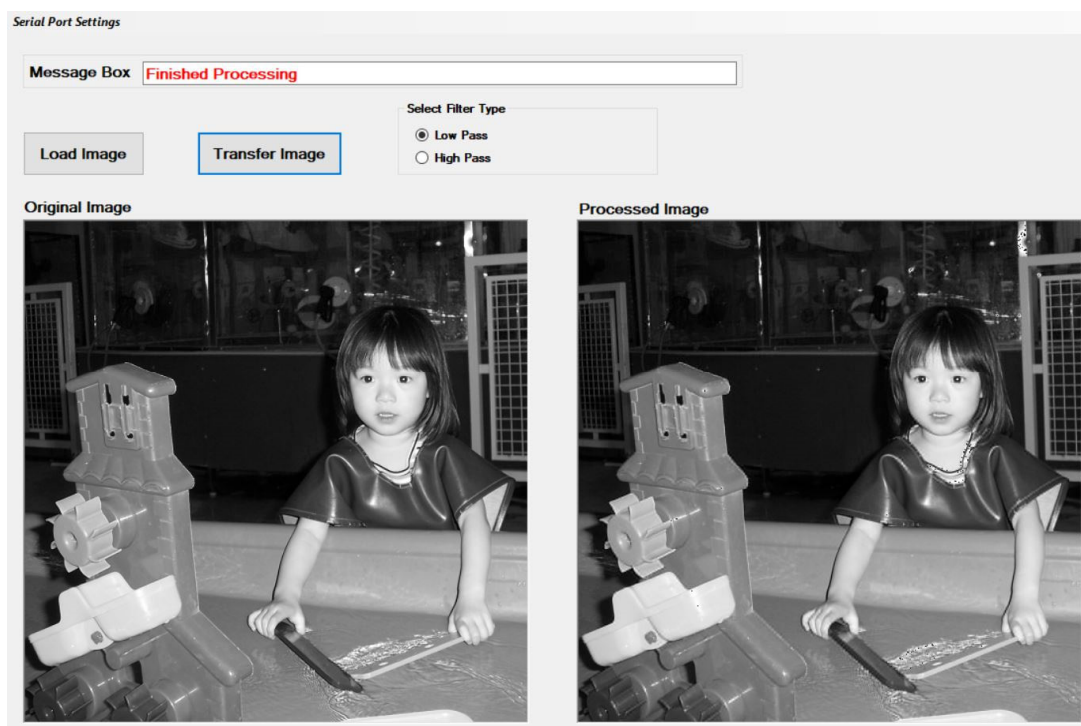 Serial Port Settings
Message Box
Finished Processing
Select Filter Type
Load Image
Transfer Image
Low Pass
High Pass
Original Image
Processed Image